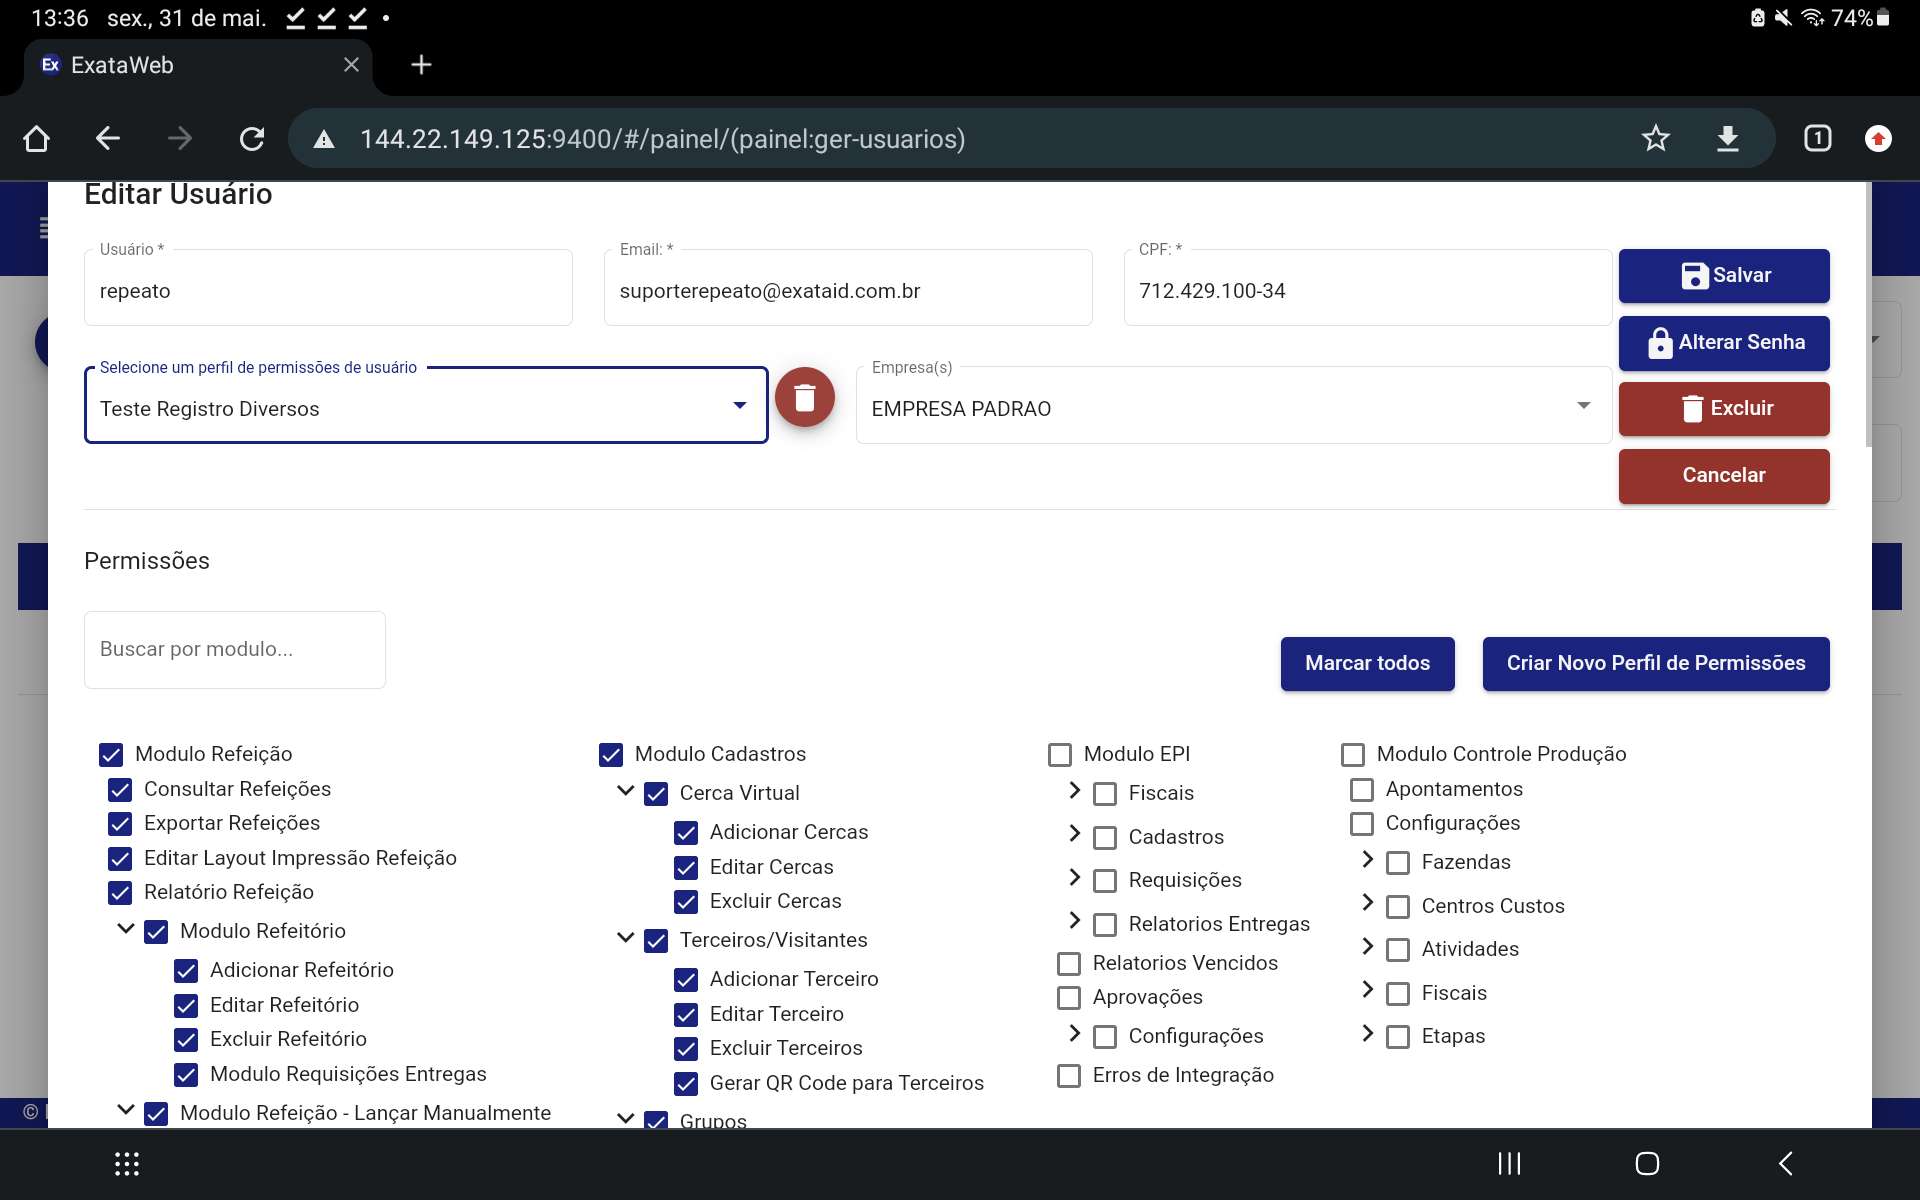 13:36 sex., 31 de mai.
74%
Ex ExataWeb
144.22.149.125:9400/#/painel/(painel:ger-usuarios)
1
Editar Usuário
Usuário *
repeato
Email: *
suporterepeato@exataid.com.br
CPF: *
712.429.100-34
Salvar
Alterar Senha
Selecione um perfil de permissões de usuário
Teste Registro Diversos
Empresa(s)
EMPRESA PADRAO
Excluir
Cancelar
Permissões
Buscar por modulo...
Marcar todos
Criar Novo Perfil de Permissões
Modulo Refeição
Consultar Refeições
Exportar Refeições
Editar Layout Impressão Refeição
Relatório Refeição
Modulo Refeitório
Adicionar Refeitório
Editar Refeitório
Excluir Refeitório
Modulo Requisições Entregas
Modulo Refeição - Lançar Manualmente
Modulo Cadastros
Cerca Virtual
Adicionar Cercas
Editar Cercas
Excluir Cercas
Terceiros/Visitantes
Adicionar Terceiro
Editar Terceiro
Excluir Terceiros
Gerar QR Code para Terceiros
Grupos
Modulo EPI
Fiscais
Cadastros
Requisições
Relatorios Entregas
Relatorios Vencidos
Aprovações
Configurações
Erros de Integração
Modulo Controle Produção
Apontamentos
Configurações
Fazendas
Centros Custos
Atividades
Fiscais
Etapas
©